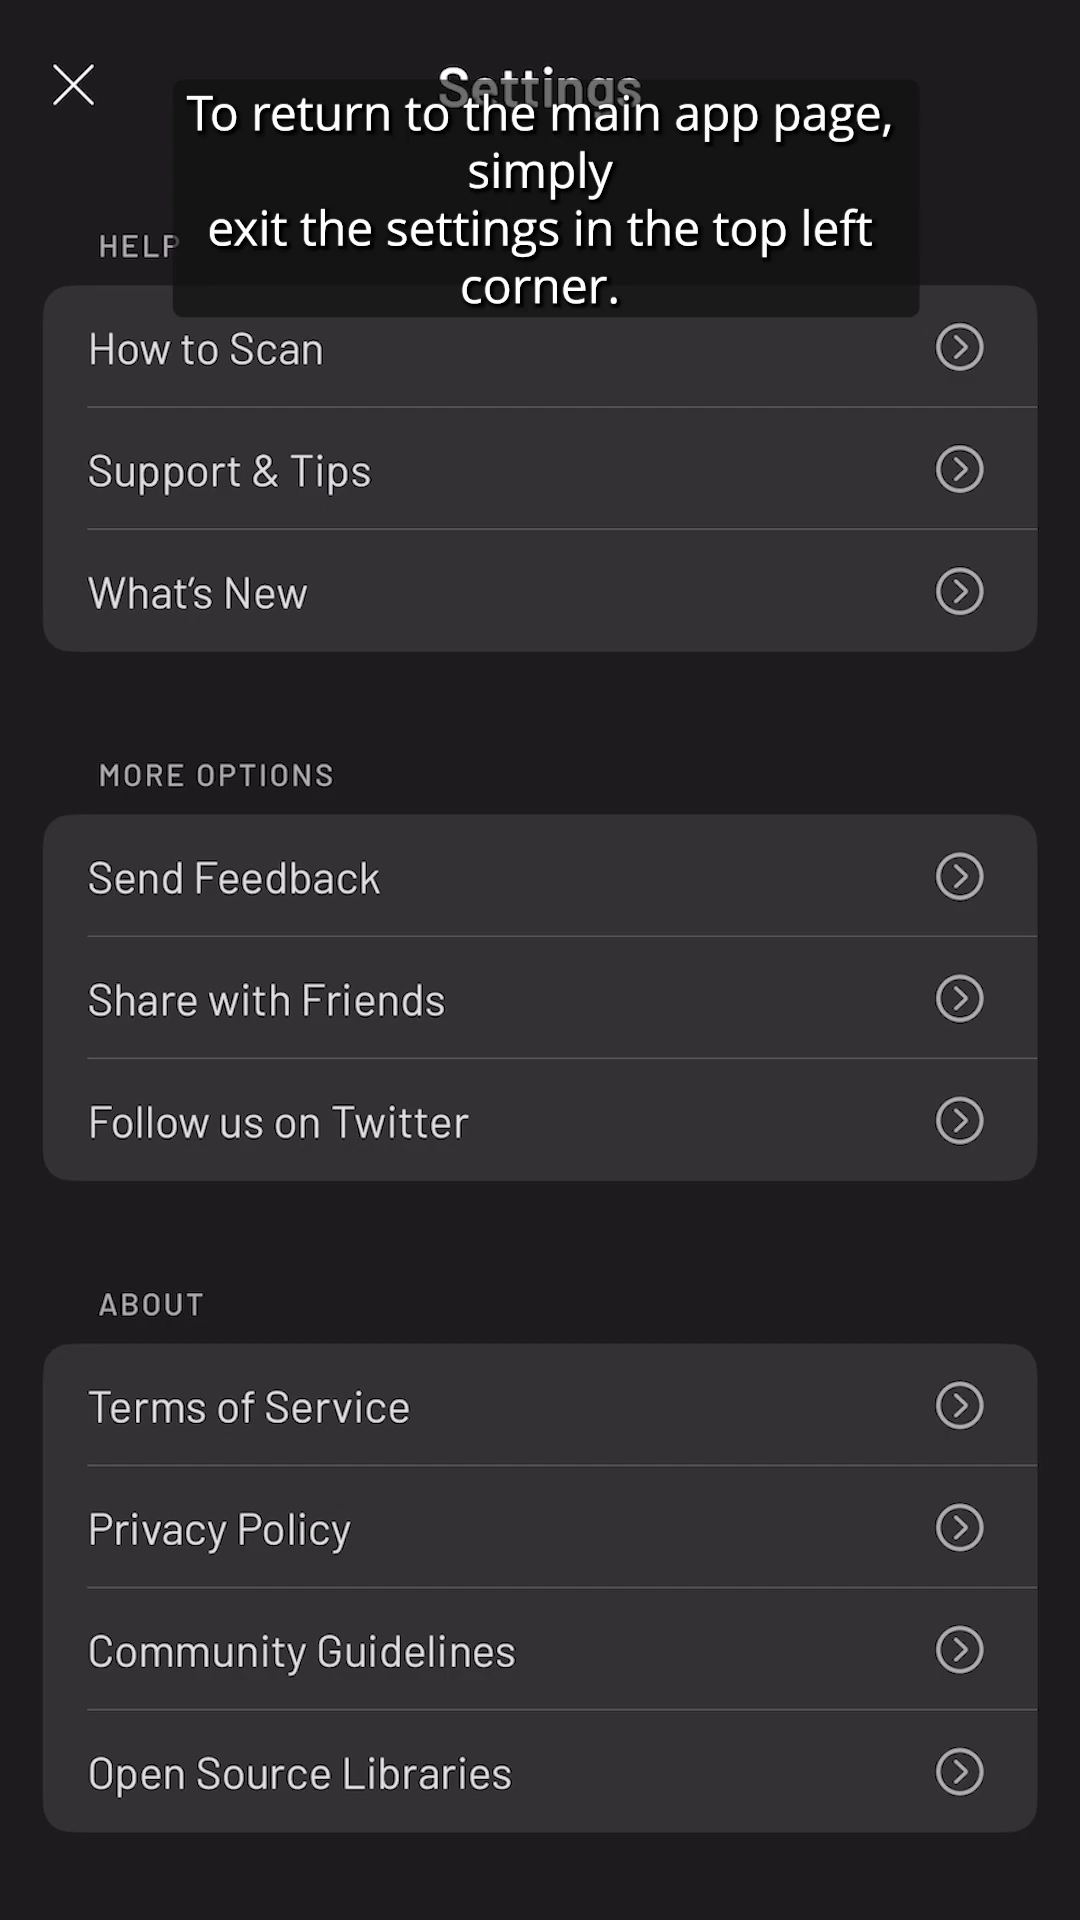 Settings
To return to the main app page,
simply
exit the settings in the top left
corner.
HELP
How to Scan
Support & Tips
What's New
MORE OPTIONS
Send Feedback
Share with Friends
Follow us on Twitter
ABOUT
Terms of Service
Privacy Policy
Community Guidelines
Open Source Libraries